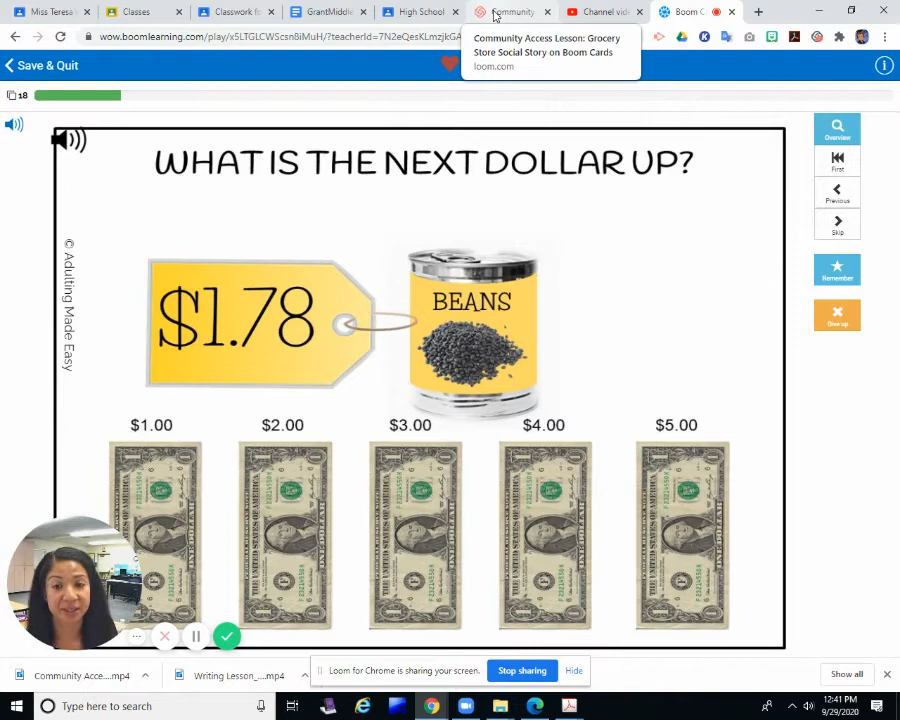 Miss Teresa V
Classes
Classwork fo
GrantMiddle
High School
Community
Channel vide
Boom C
www.boomlearning.com/play/x5LTGLCWScsn8iMuH/?teacherId=7N2eQesKLmzjkGA
Community Access Lesson: Grocery
Store Social Story on Boom Cards
loom.com
Save & Quit
18
Overview
First
Previous
Skip
Remember
Give up
WHAT IS THE NEXT DOLLAR UP?
© Adulting Made Easy
$1.78
BEANS
$1.00
$2.00
$3.00
$4.00
$5.00
Community Acce....mp4
Writing Lesson_....mp4
Loom for Chrome is sharing your screen.
Stop sharing
Hide
Show all
Type here to search
12:41 PM
9/29/2020